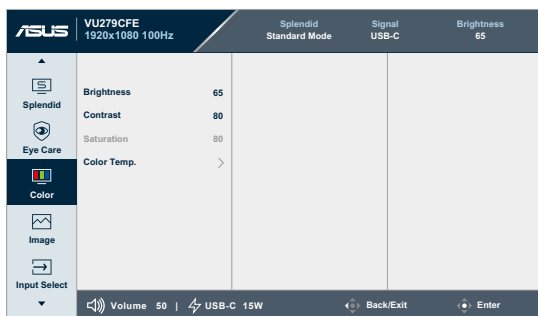 ASUS
VU279CFE
1920x1080 100Hz
Splendid
Standard Mode
Signal
USB-C
Brightness
65
Splendid
Eye Care
Color
Image
Input Select
Brightness 65
Contrast 80
Saturation 80
Color Temp.
Volume 50 | USB-C 15W
Back/Exit
Enter